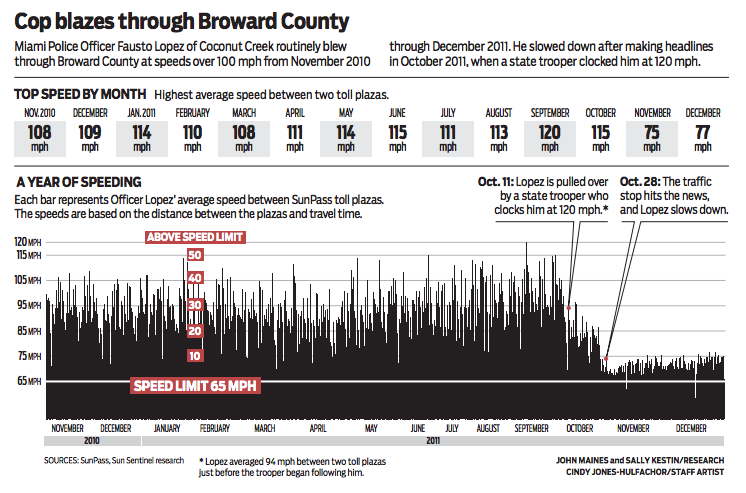 Cop blazes through Broward County
Miami Police Officer Fausto Lopez of Coconut Creek routinely blew
through Broward County at speeds over 100 mph from November 2010
through December 2011. He slowed down after making headlines
in October 2011, when a state trooper clocked him at 120 mph.
TOP SPEED BY MONTH Highest average speed between two toll plazas.
NOV. 2010 DECEMBER JAN. 2011 FEBRUARY MARCH APRIL MAY JUNE JULY AUGUST SEPTEMBER OCTOBER NOVEMBER DECEMBER
108 109 114 110 108 111 114 115 111 113 120 115 75 77
mph mph mph mph mph mph mph mph mph mph mph mph mph mph
A YEAR OF SPEEDING
Each bar represents Officer Lopez' average speed between SunPass toll plazas.
The speeds are based on the distance between the plazas and travel time.
Oct. 11: Lopez is pulled over
by a state trooper who
clocks him at 120 mph.*
Oct. 28: The traffic
stop hits the news,
and Lopez slows down.
ABOVE SPEED LIMIT
120 MPH
115 MPH 50
105 MPH 40
95 MPH 30
85 MPH 20
75 MPH 10
65 MPH SPEED LIMIT 65 MPH
NOVEMBER DECEMBER JANUARY FEBRUARY MARCH APRIL MAY JUNE JULY AUGUST SEPTEMBER OCTOBER NOVEMBER DECEMBER
2010 2011
SOURCES: SunPass, Sun Sentinel research
* Lopez averaged 94 mph between two toll plazas
just before the trooper began following him.
JOHN MAINES and SALLY KESTIN/RESEARCH
CINDY JONES-HULFACHOR/STAFF ARTIST